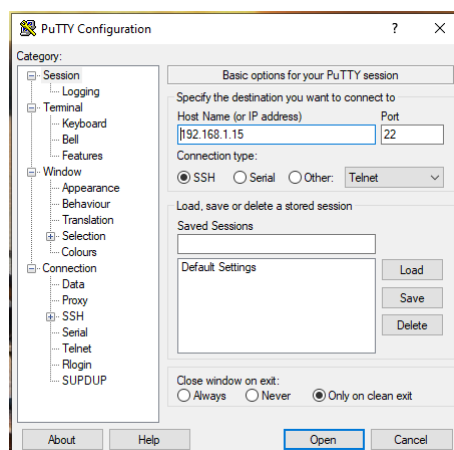 PuTTY Configuration ? ×
Category:
Session
Logging
Terminal
Keyboard
Bell
Features
Window
Appearance
Behaviour
Translation
Selection
Colours
Connection
Data
Proxy
SSH
Serial
Telnet
Rlogin
SUPDUP
Basic options for your PuTTY session
Specify the destination you want to connect to
Host Name (or IP address) Port
192.168.1.15 22
Connection type:
SSH Serial Other: Telnet
Load, save or delete a stored session
Saved Sessions
Default Settings
Load
Save
Delete
Close window on exit:
Always Never Only on clean exit
About Help Open Cancel